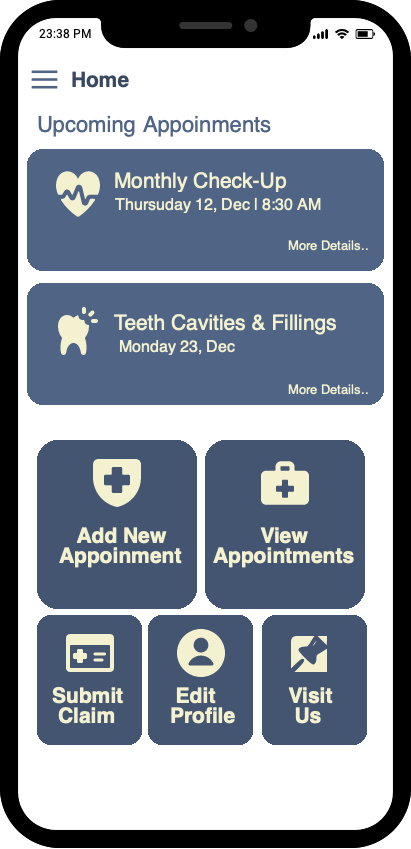 23:38 PM
Home
Upcoming Appoinments
Monthly Check-Up
Thursuday 12, Dec | 8:30 AM
More Details..
Teeth Cavities & Fillings
Monday 23, Dec
More Details..
Add New
Appoinment
View
Appointments
Submit
Claim
Edit
Profile
Visit
Us